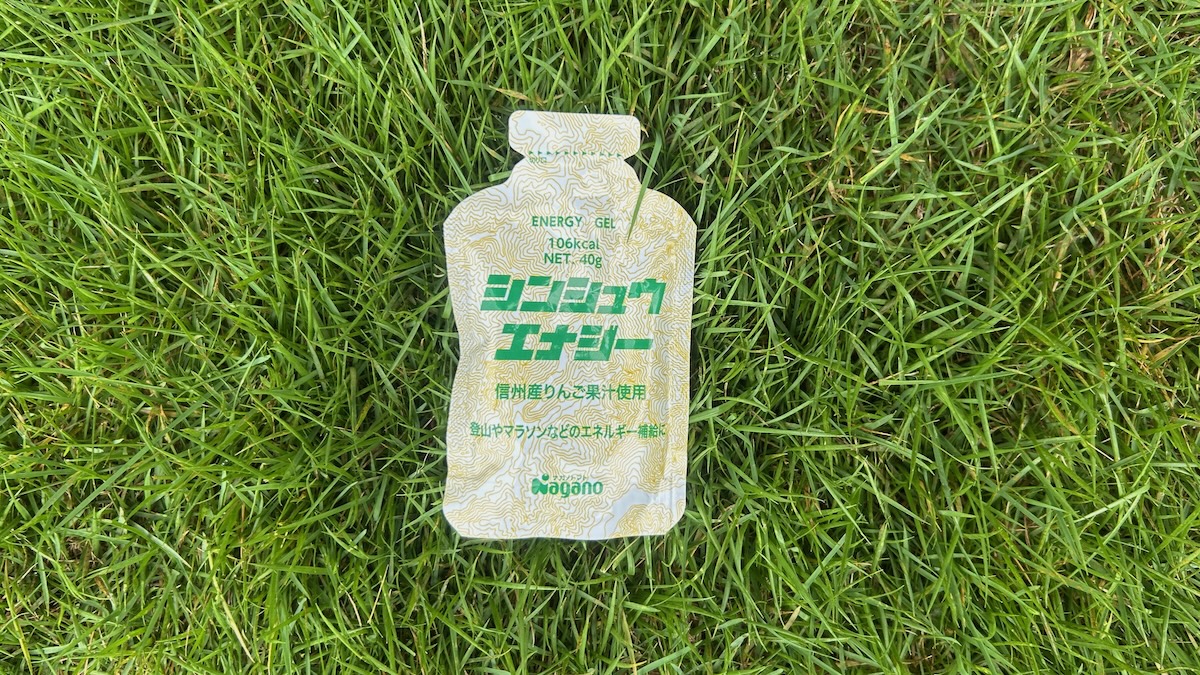 ENERGY GEL
106kcal
NET. 40g
シンシュウ
エナジー
信州産りんご果汁使用
登山やマラソンなどのエネルギー補給に
Nagano